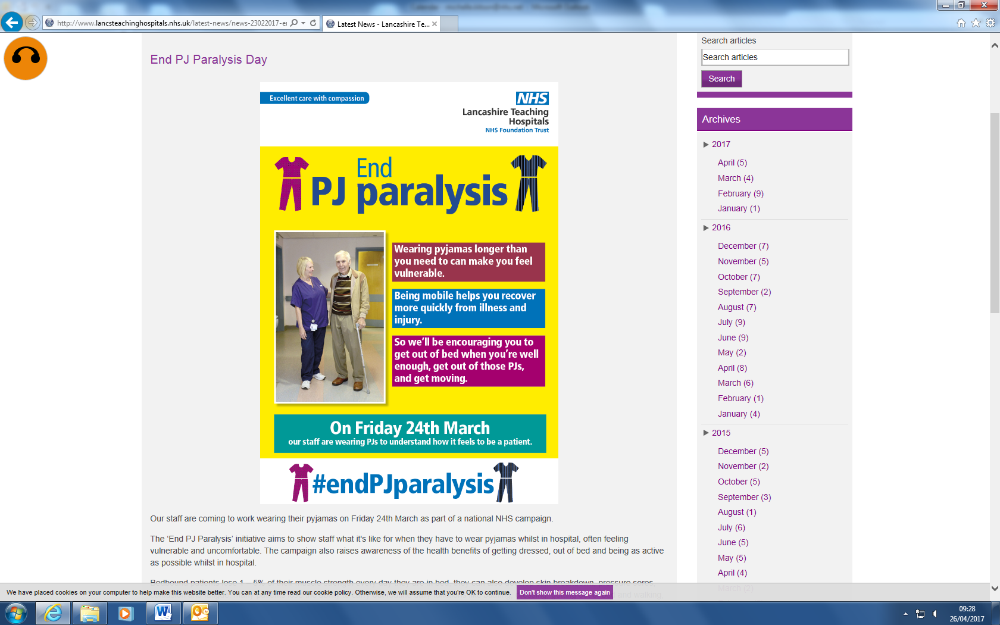 http://www.lancsteachinghospitals.nhs.uk/latest-news/news-23022017-e
Latest News - Lancashire Te...
End PJ Paralysis Day
Excellent care with compassion
NHS
Lancashire Teaching
Hospitals
NHS Foundation Trust
End
PJ paralysis
Wearing pyjamas longer than
you need to can make you feel
vulnerable.
Being mobile helps you recover
more quickly from illness and
injury.
So we'll be encouraging you to
get out of bed when you're well
enough, get out of those PJs,
and get moving.
On Friday 24th March
our staff are wearing PJs to understand how it feels to be a patient.
#endPJparalysis
Our staff are coming to work wearing their pyjamas on Friday 24th March as part of a national NHS campaign.
The ‘End PJ Paralysis’ initiative aims to show staff what it's like for when they have to wear pyjamas whilst in hospital, often feeling
vulnerable and uncomfortable. The campaign also raises awareness of the health benefits of getting dressed, out of bed and being as active
as possible whilst in hospital.
Bedbound patients lose 1 – 5% of their muscle strength every day they are in bed, they can also develop skin breakdown, pressure sores
and walking.
Search articles
Search articles
Search
Archives
2017
April (5)
March (4)
February (9)
January (1)
2016
December (7)
November (5)
October (7)
September (2)
August (7)
July (9)
June (9)
May (2)
April (8)
March (6)
February (1)
January (4)
2015
December (5)
November (2)
October (5)
September (3)
August (1)
July (6)
June (5)
May (5)
April (4)
March (2)
We have placed cookies on your computer to help make this website better. You can at any time read our cookie policy. Otherwise, we will assume that you're OK to continue.
Don't show this message again
09:28
26/04/2017